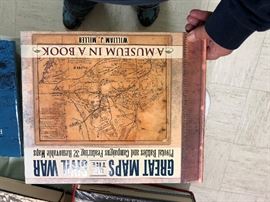 A MUSEUM IN A BOOK
WILLIAM J. MILLER
GREAT MAPS
OF THE CIVIL WAR
Pivotal Battles and Campaigns Featuring 32 Removable Maps